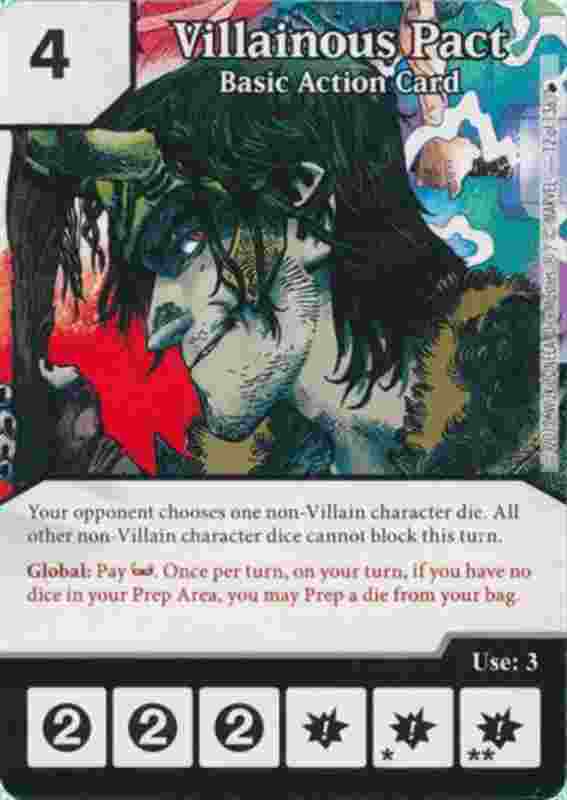 4
Villainous Pact
Basic Action Card
Your opponent chooses one non-Villain character die. All
other non-Villain character dice cannot block this turn.
Global: Pay. Once per turn, on your turn, if you have no
dice in your Prep Area, you may Prep a die from your bag.
Use: 3
2 2 2 ! ! !
* **
MARVEL